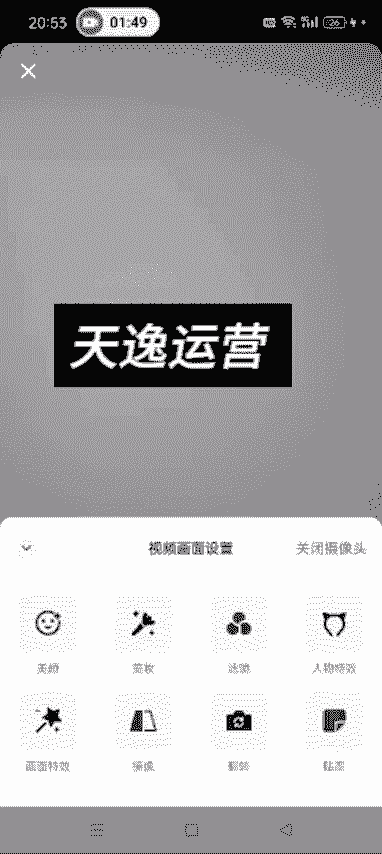 20:53 01:49
天逸运营
视频画面设置 关闭摄像头
美颜 美妆 滤镜 人物特效
画面特效 镜像 翻转 贴图